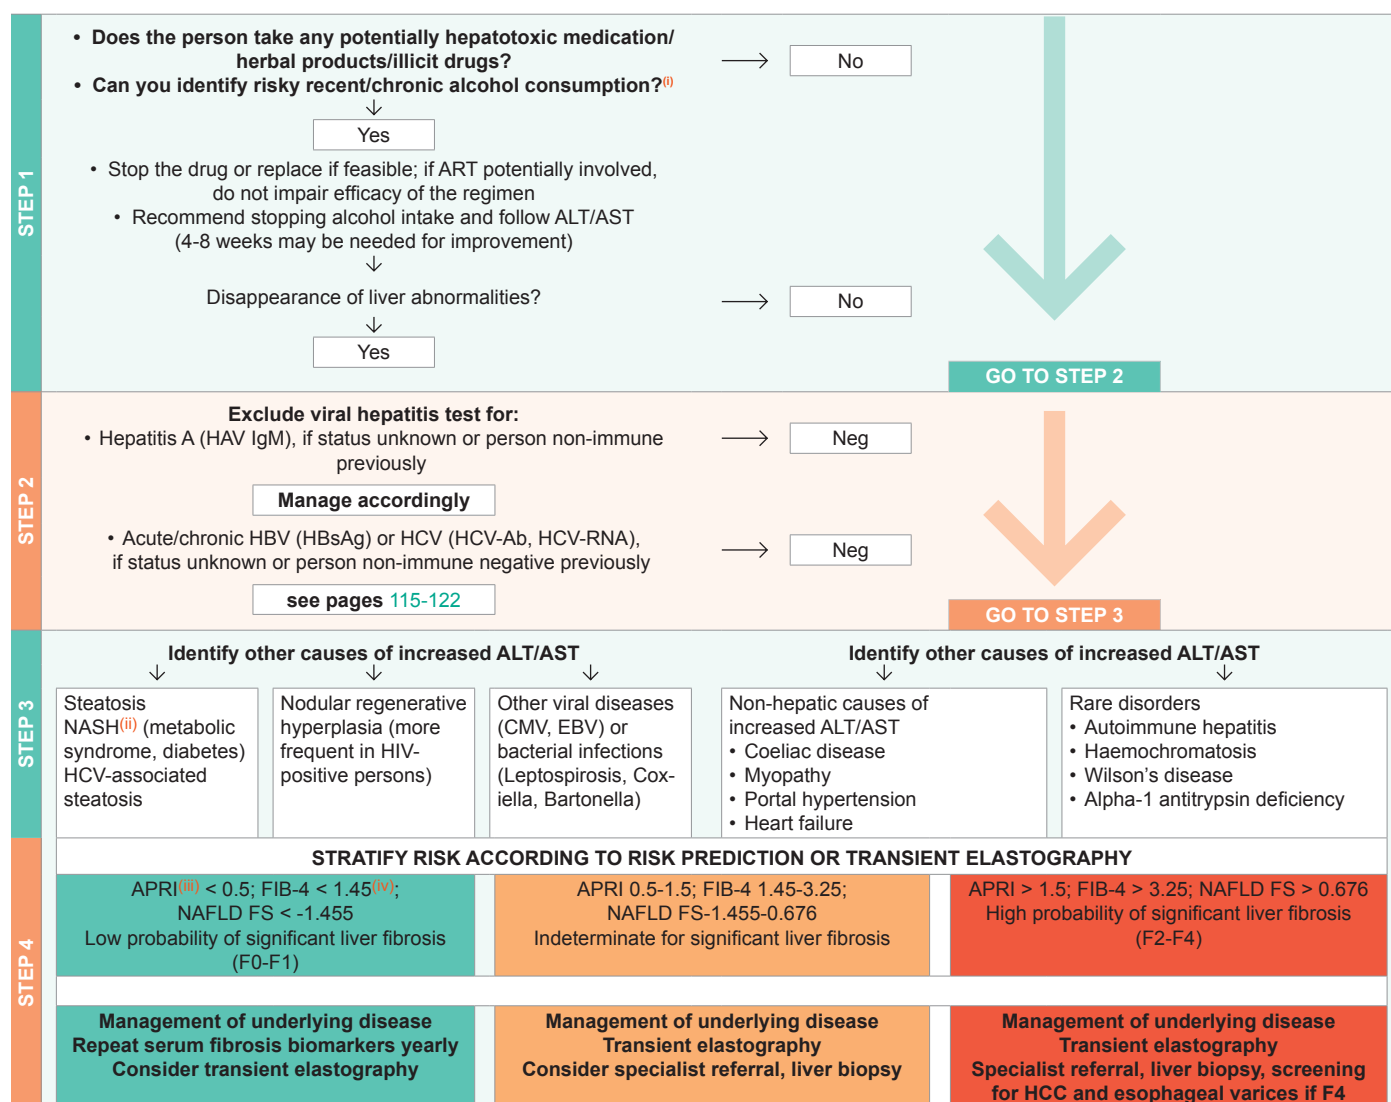 STEP 1
• Does the person take any potentially hepatotoxic medication/
herbal products/illicit drugs?
• Can you identify risky recent/chronic alcohol consumption?(i)
No
Yes
• Stop the drug or replace if feasible; if ART potentially involved,
do not impair efficacy of the regimen
• Recommend stopping alcohol intake and follow ALT/AST
(4-8 weeks may be needed for improvement)
Disappearance of liver abnormalities?
No
Yes
GO TO STEP 2
STEP 2
Exclude viral hepatitis test for:
• Hepatitis A (HAV IgM), if status unknown or person non-immune
previously
Neg
Manage accordingly
• Acute/chronic HBV (HBsAg) or HCV (HCV-Ab, HCV-RNA),
if status unknown or person non-immune negative previously
Neg
see pages 115-122
GO TO STEP 3
STEP 3
Identify other causes of increased ALT/AST
Steatosis
NASH(ii) (metabolic
syndrome, diabetes)
HCV-associated
steatosis
Nodular regenerative
hyperplasia (more
frequent in HIV-
positive persons)
Other viral diseases
(CMV, EBV) or
bacterial infections
(Leptospirosis, Cox-
iella, Bartonella)
Identify other causes of increased ALT/AST
Non-hepatic causes of
increased ALT/AST
• Coeliac disease
• Myopathy
• Portal hypertension
• Heart failure
Rare disorders
• Autoimmune hepatitis
• Haemochromatosis
• Wilson's disease
• Alpha-1 antitrypsin deficiency
STEP 4
STRATIFY RISK ACCORDING TO RISK PREDICTION OR TRANSIENT ELASTOGRAPHY
APRI(iii) < 0.5; FIB-4 < 1.45(iv);
NAFLD FS < -1.455
Low probability of significant liver fibrosis
(F0-F1)
APRI 0.5-1.5; FIB-4 1.45-3.25;
NAFLD FS-1.455-0.676
Indeterminate for significant liver fibrosis
APRI > 1.5; FIB-4 > 3.25; NAFLD FS > 0.676
High probability of significant liver fibrosis
(F2-F4)
Management of underlying disease
Repeat serum fibrosis biomarkers yearly
Consider transient elastography
Management of underlying disease
Transient elastography
Consider specialist referral, liver biopsy
Management of underlying disease
Transient elastography
Specialist referral, liver biopsy, screening
for HCC and esophageal varices if F4